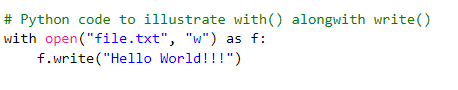 # Python code to illustrate with() alongwith write()
with open("file.txt", "w") as f:
    f.write("Hello World!!!")